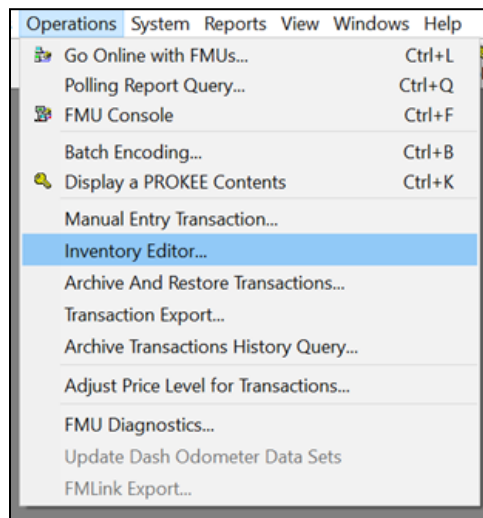 Operations System Reports View Windows Help
Go Online with FMUs... Ctrl+L
Polling Report Query... Ctrl+Q
FMU Console Ctrl+F
Batch Encoding... Ctrl+B
Display a PROKEE Contents Ctrl+K
Manual Entry Transaction...
Inventory Editor...
Archive And Restore Transactions...
Transaction Export...
Archive Transactions History Query...
Adjust Price Level for Transactions...
FMU Diagnostics...
Update Dash Odometer Data Sets
FMLink Export...